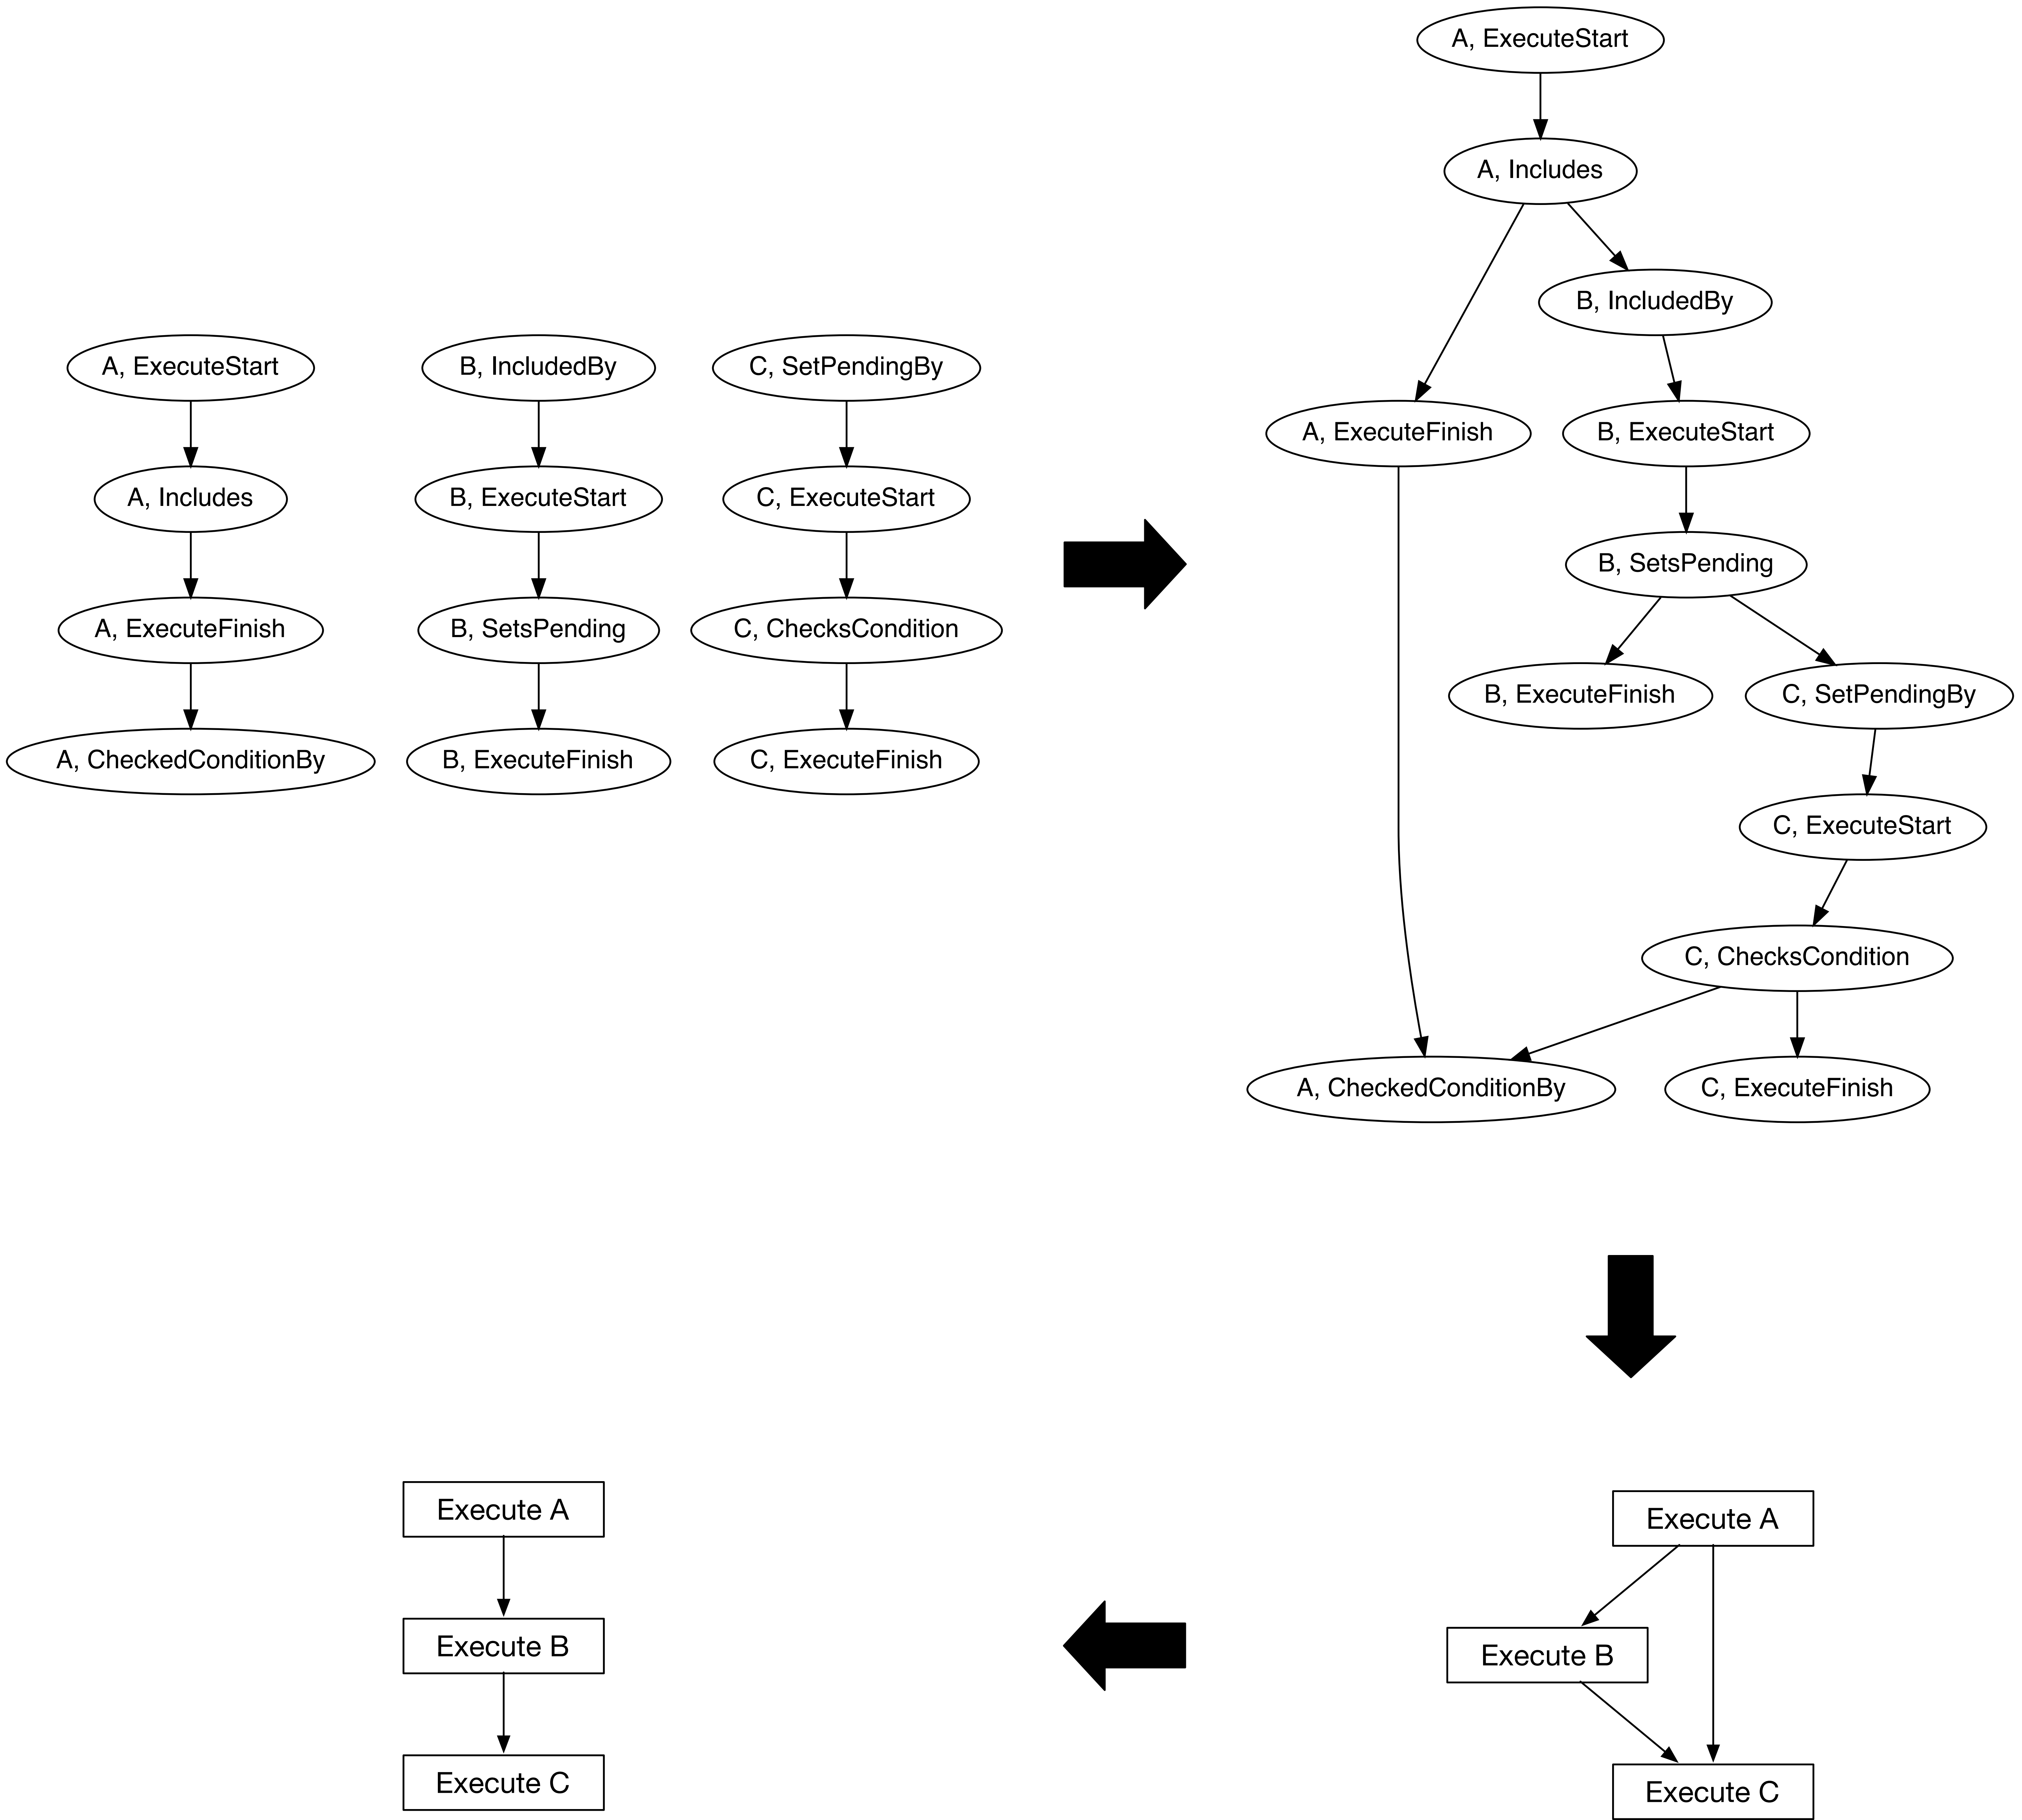 A, ExecuteStart
A, Includes
A, ExecuteFinish
A, CheckedConditionBy
B, IncludedBy
B, ExecuteStart
B, SetsPending
B, ExecuteFinish
C, SetPendingBy
C, ExecuteStart
C, ChecksCondition
C, ExecuteFinish
A, ExecuteStart
A, Includes
B, IncludedBy
A, ExecuteFinish
B, ExecuteStart
B, SetsPending
B, ExecuteFinish
C, SetPendingBy
C, ExecuteStart
C, ChecksCondition
A, CheckedConditionBy
C, ExecuteFinish
Execute A
Execute B
Execute C
Execute A
Execute B
Execute C